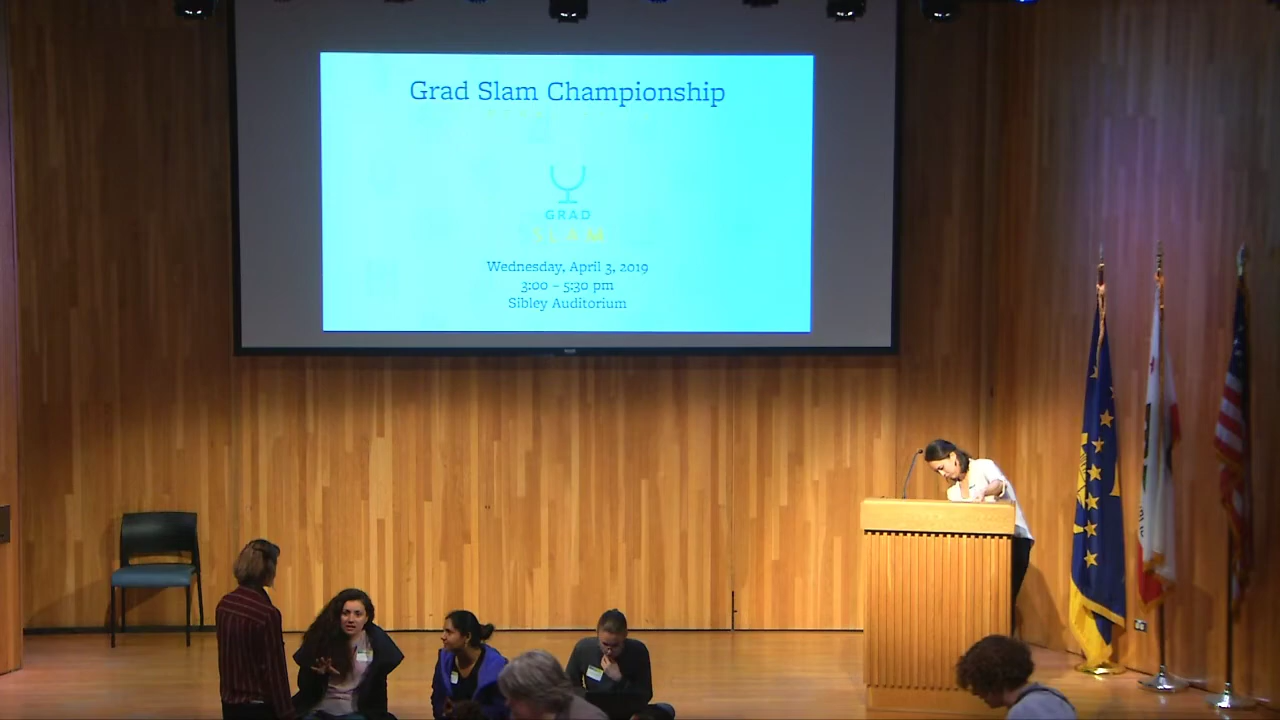 Grad Slam Championship
GRAD
SLAM
Wednesday, April 3, 2019
3:00 – 5:30 pm
Sibley Auditorium